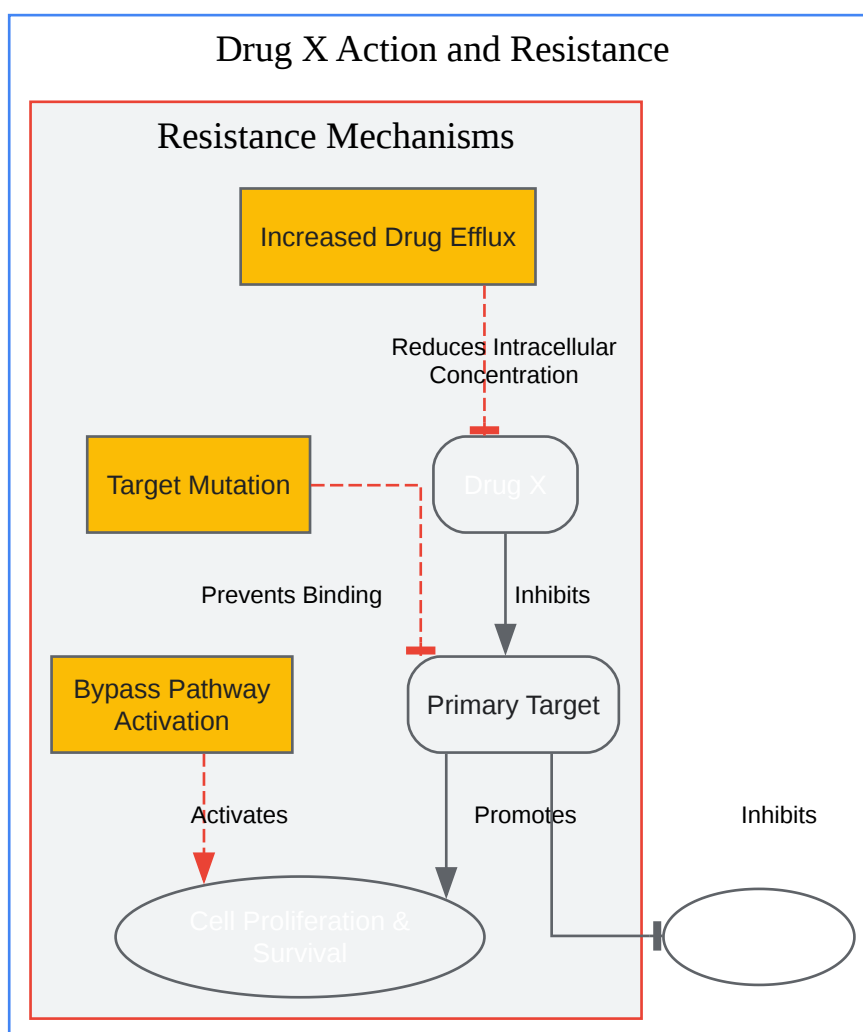 Drug X Action and Resistance
Resistance Mechanisms
Increased Drug Efflux
Reduces Intracellular
Concentration
Target Mutation
Drug X
Prevents Binding
Inhibits
Bypass Pathway
Activation
Primary Target
Activates
Promotes
Inhibits
Cell Proliferation &
Survival